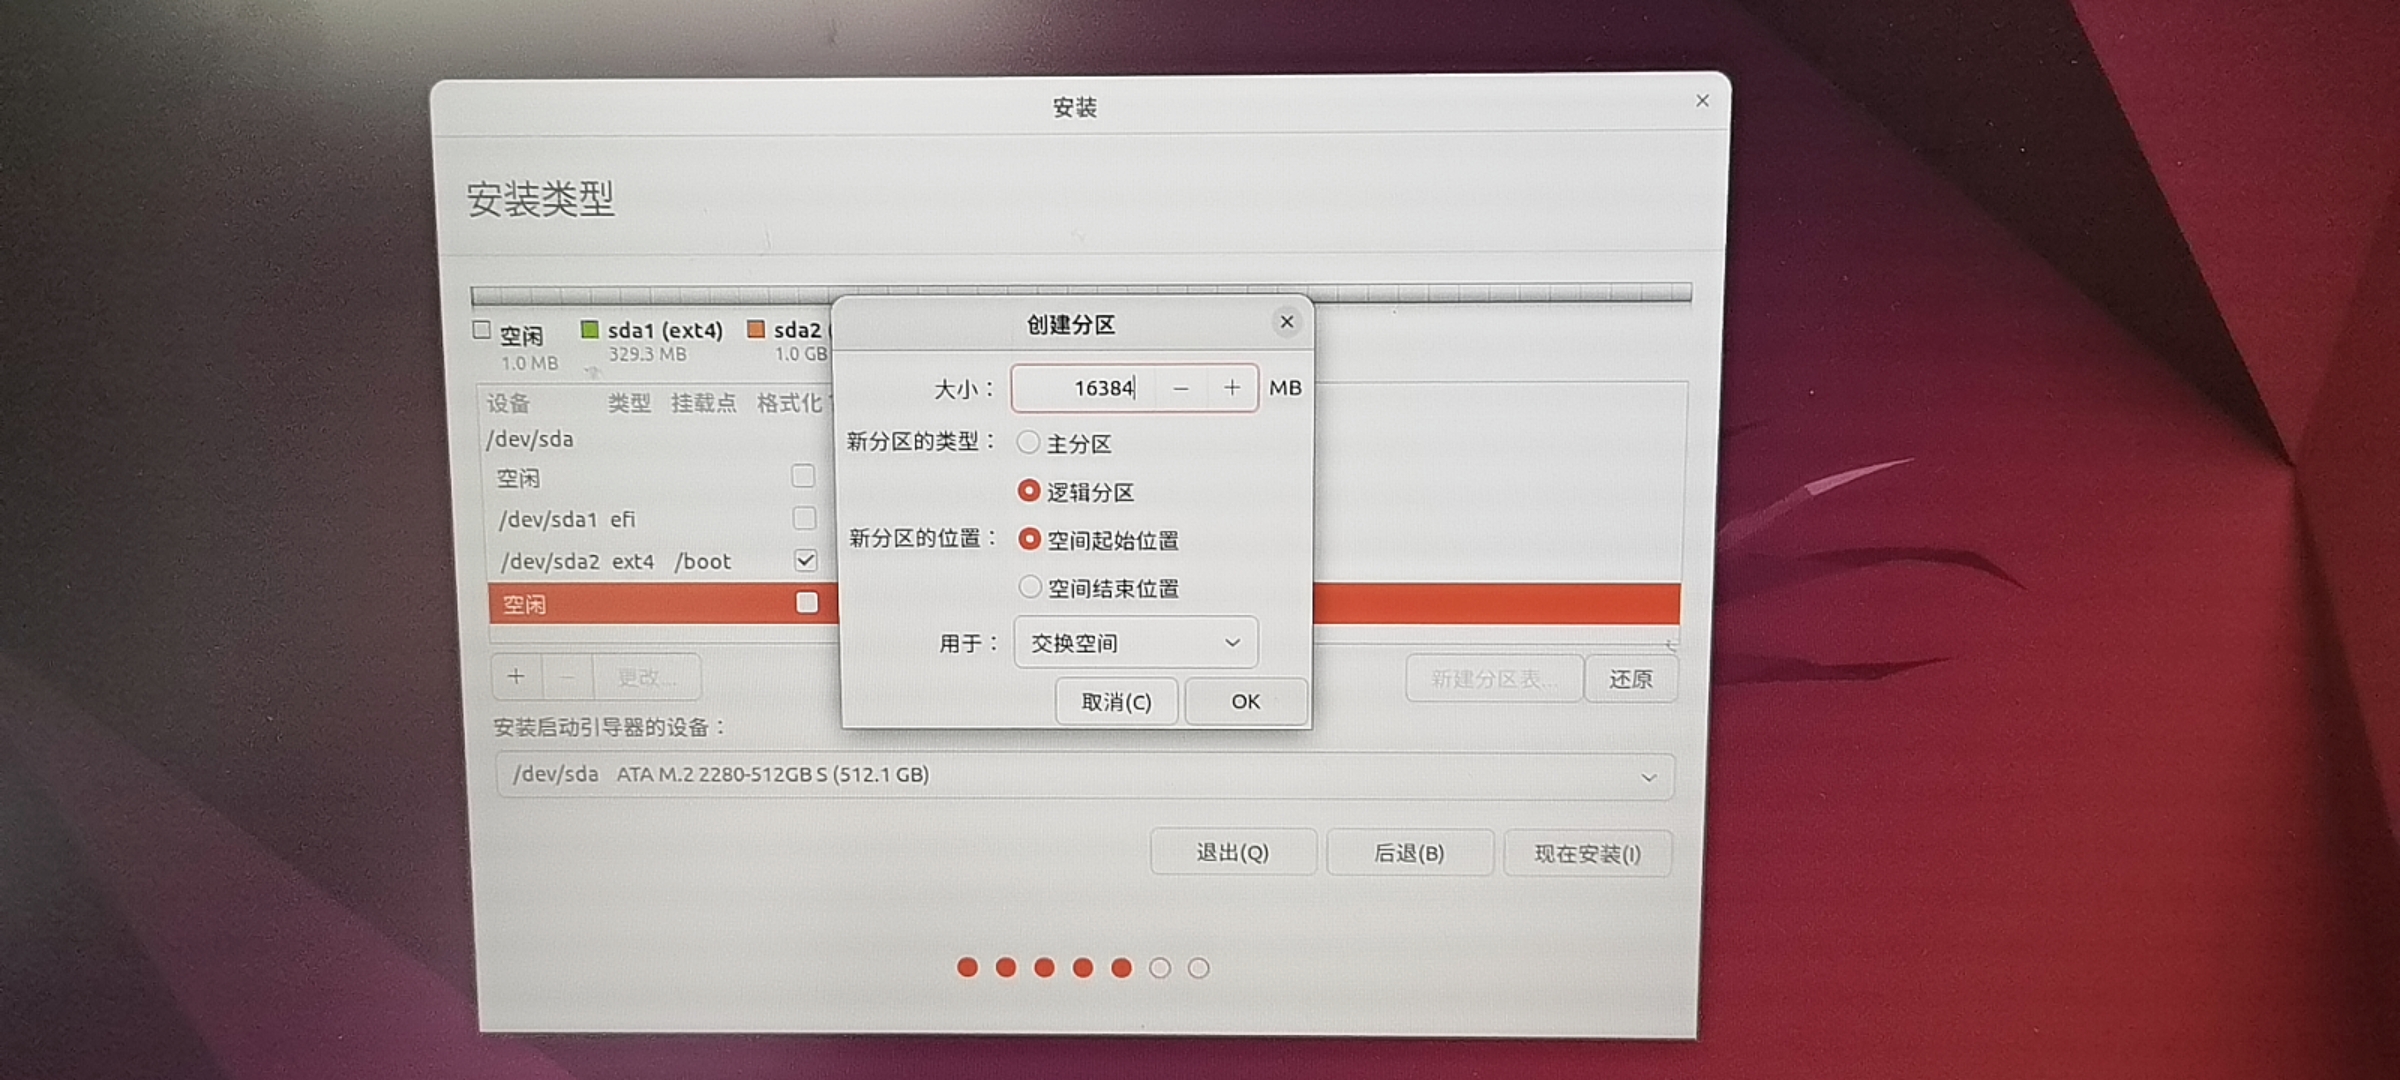 安装
×
安装类型
空闲
1.0 MB
sda1 (ext4)
329.3 MB
sda2 (
1.0 GB
设备 类型 挂载点 格式化
/dev/sda
空闲
/dev/sda1 efi
/dev/sda2 ext4 /boot
空闲
+ − 更改...
新建分区表... 还原
安装启动引导器的设备：
/dev/sda ATA M.2 2280-512GB S (512.1 GB)
退出(Q) 后退(B) 现在安装(I)
创建分区 ×
大小： 16384 − + MB
新分区的类型： 主分区
逻辑分区
新分区的位置： 空间起始位置
空间结束位置
用于： 交换空间
取消(C) OK